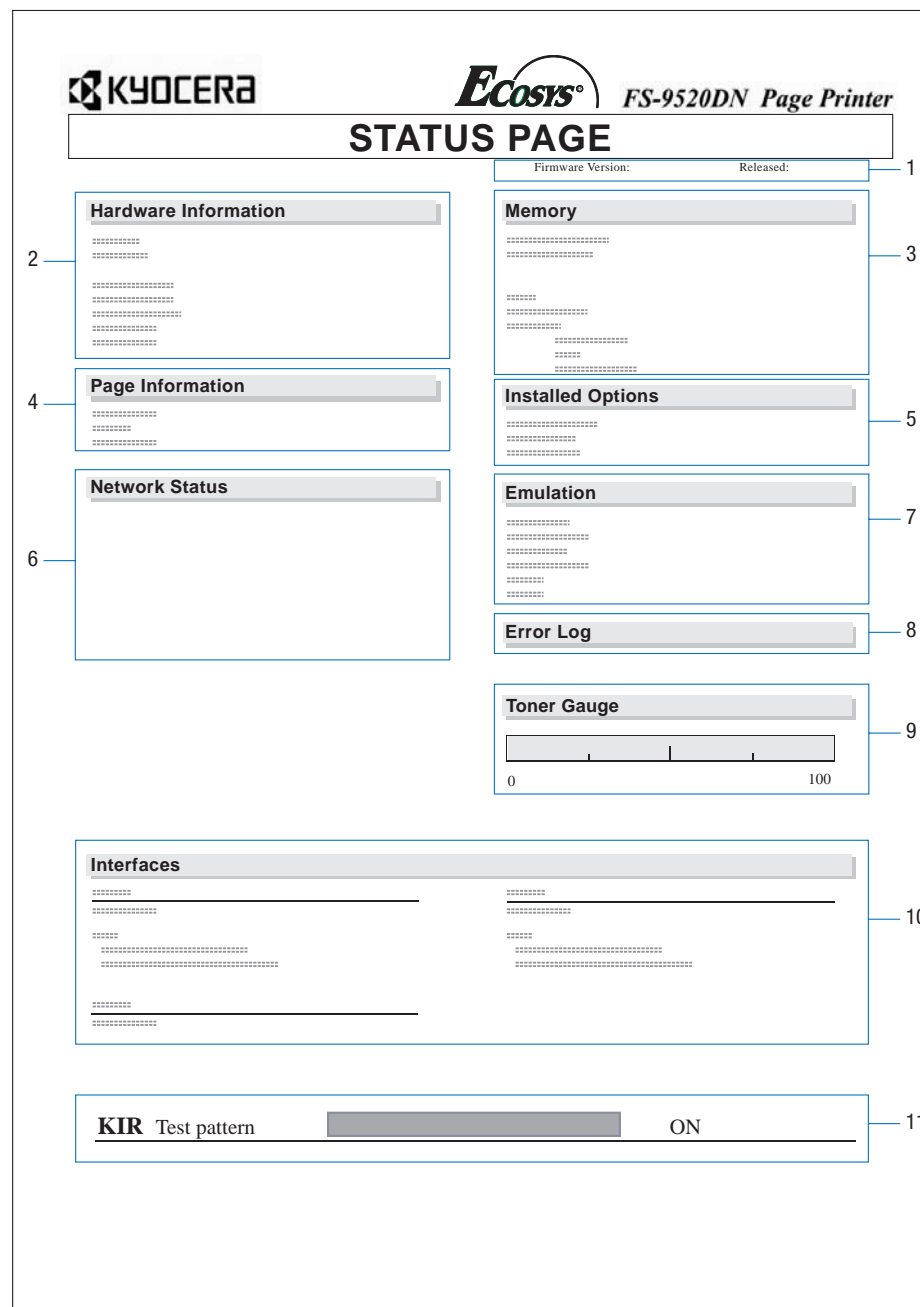 KYOCERA
Ecosys
FS-9520DN Page Printer
STATUS PAGE
Firmware Version: Released:
1
Hardware Information
2
Memory
3
Page Information
4
Installed Options
5
Network Status
6
Emulation
7
Error Log
8
Toner Gauge
9
0 100
Interfaces
10
KIR Test pattern ON
11